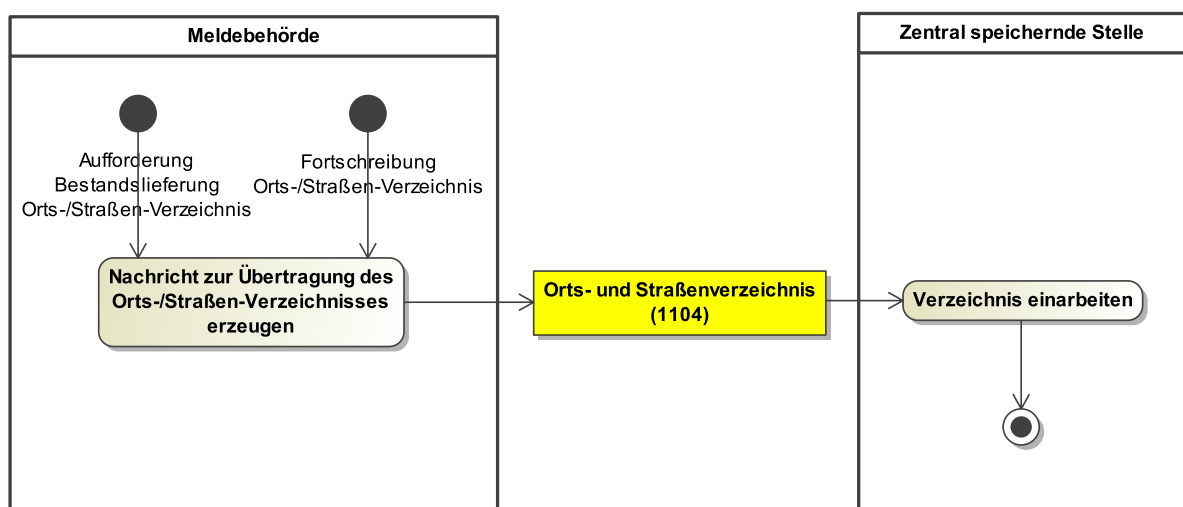 Meldebehörde
Zentral speichernde Stelle
Aufforderung
Bestandslieferung
Orts-/Straßen-Verzeichnis
Fortschreibung
Orts-/Straßen-Verzeichnis
Nachricht zur Übertragung des
Orts-/Straßen-Verzeichnisses
erzeugen
Orts- und Straßenverzeichnis
(1104)
Verzeichnis einarbeiten